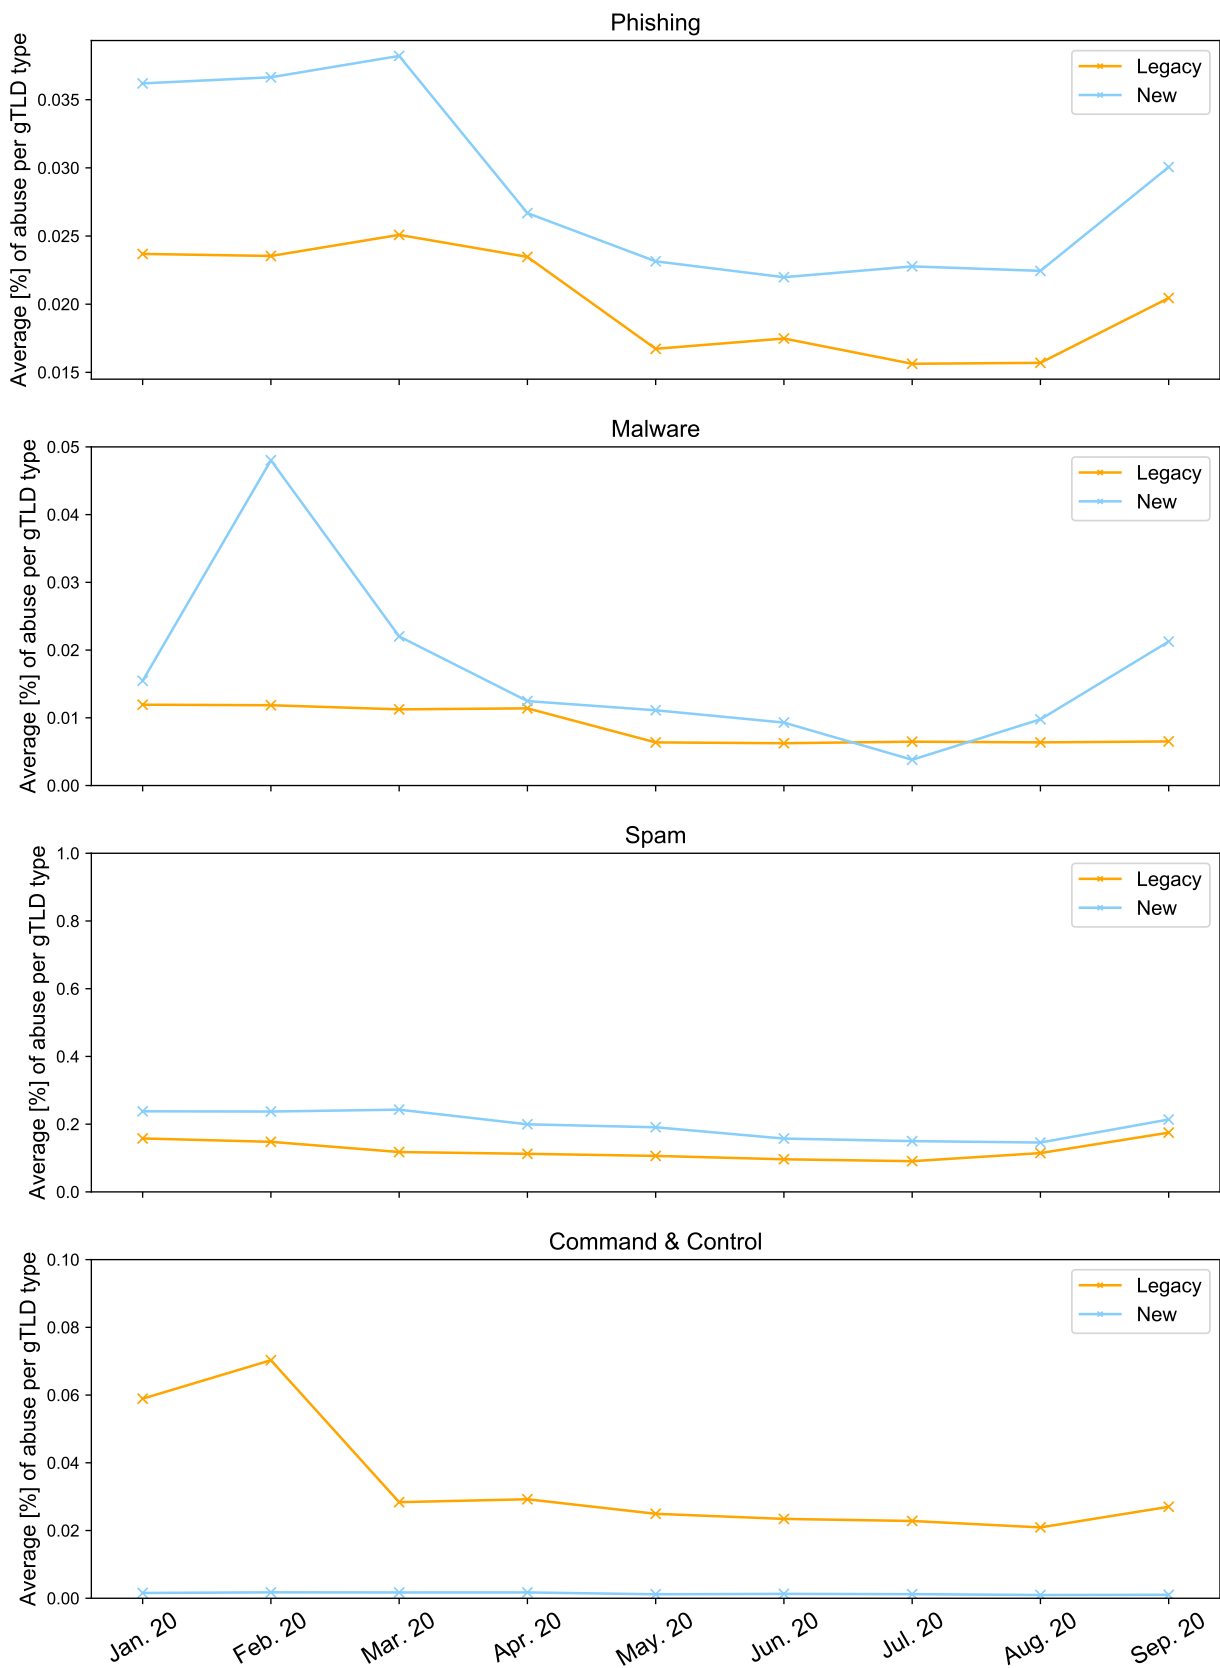 Phishing
Average [%] of abuse per gTLD type
0.035
0.030
0.025
0.020
0.015
Legacy
New
Malware
Average [%] of abuse per gTLD type
0.05
0.04
0.03
0.02
0.01
0.00
Legacy
New
Spam
Average [%] of abuse per gTLD type
1.0
0.8
0.6
0.4
0.2
0.0
Legacy
New
Command & Control
Average [%] of abuse per gTLD type
0.10
0.08
0.06
0.04
0.02
0.00
Legacy
New
Jan. 20
Feb. 20
Mar. 20
Apr. 20
May. 20
Jun. 20
Jul. 20
Aug. 20
Sep. 20